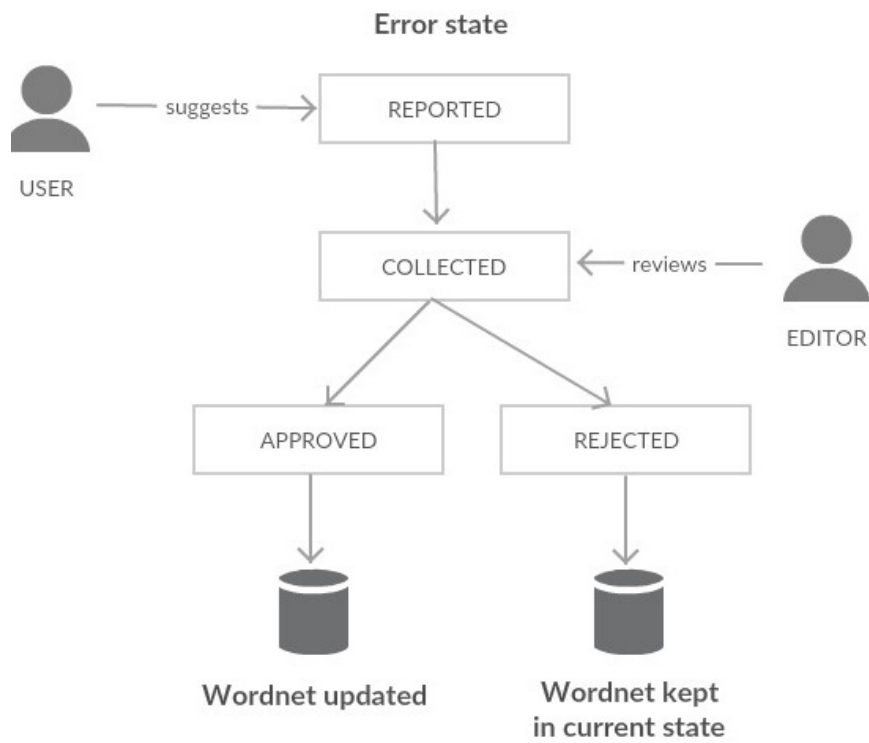 Error state
suggests
REPORTED
USER
COLLECTED
reviews
EDITOR
APPROVED
REJECTED
Wordnet updated
Wordnet kept
in current state